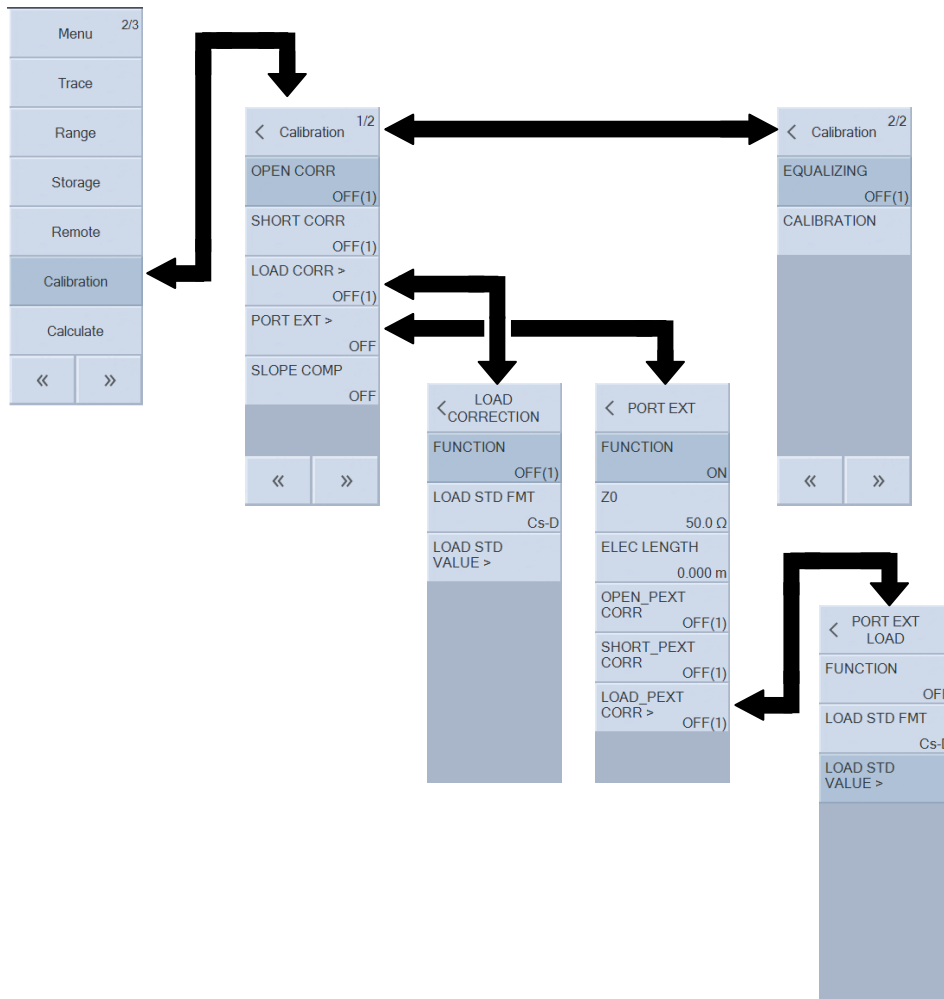 Menu 2/3
Trace
Range
Storage
Remote
Calibration
Calculate
« »
< Calibration 1/2
OPEN CORR
OFF(1)
SHORT CORR
OFF(1)
LOAD CORR >
OFF(1)
PORT EXT >
OFF
SLOPE COMP
OFF
« »
< Calibration 2/2
EQUALIZING
OFF(1)
CALIBRATION
« »
< LOAD
CORRECTION
FUNCTION
OFF(1)
LOAD STD FMT
Cs-D
LOAD STD
VALUE >
< PORT EXT
FUNCTION
ON
Z0
50.0 Ω
ELEC LENGTH
0.000 m
OPEN_PEXT
CORR
OFF(1)
SHORT_PEXT
CORR
OFF(1)
LOAD_PEXT
CORR >
OFF(1)
< PORT EXT
LOAD
FUNCTION
OFF
LOAD STD FMT
Cs-D
LOAD STD
VALUE >